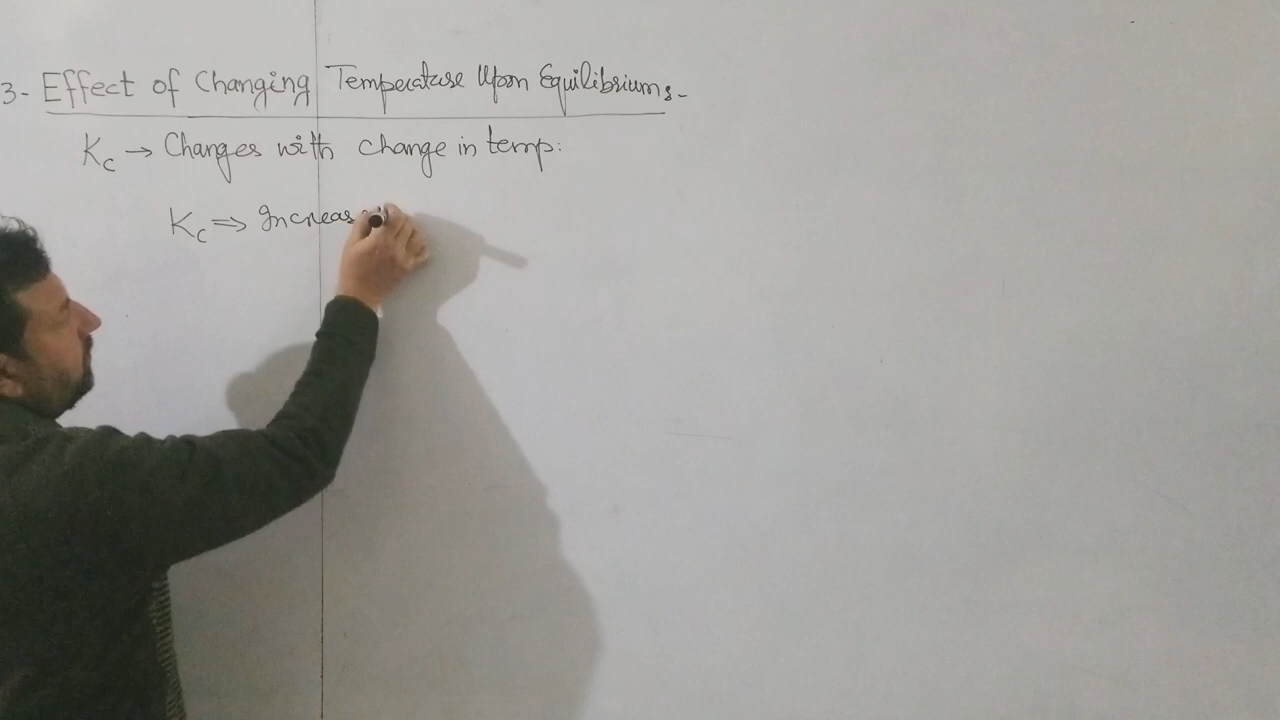 3- Effect of Changing Temperature Upon Equilibrium:-
Kc → Changes with change in temp:
Kc ⇒ Increas